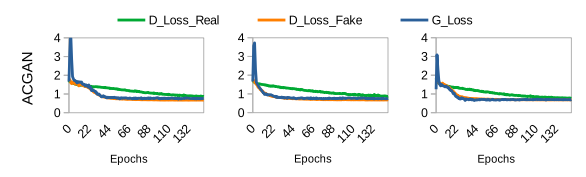 D_Loss_Real D_Loss_Fake G_Loss
ACGAN
4 3 2 1 0
0 22 44 66 88 110 132
Epochs
4 3 2 1 0
0 22 44 66 88 110 132
Epochs
4 3 2 1 0
0 22 44 66 88 110 132
Epochs